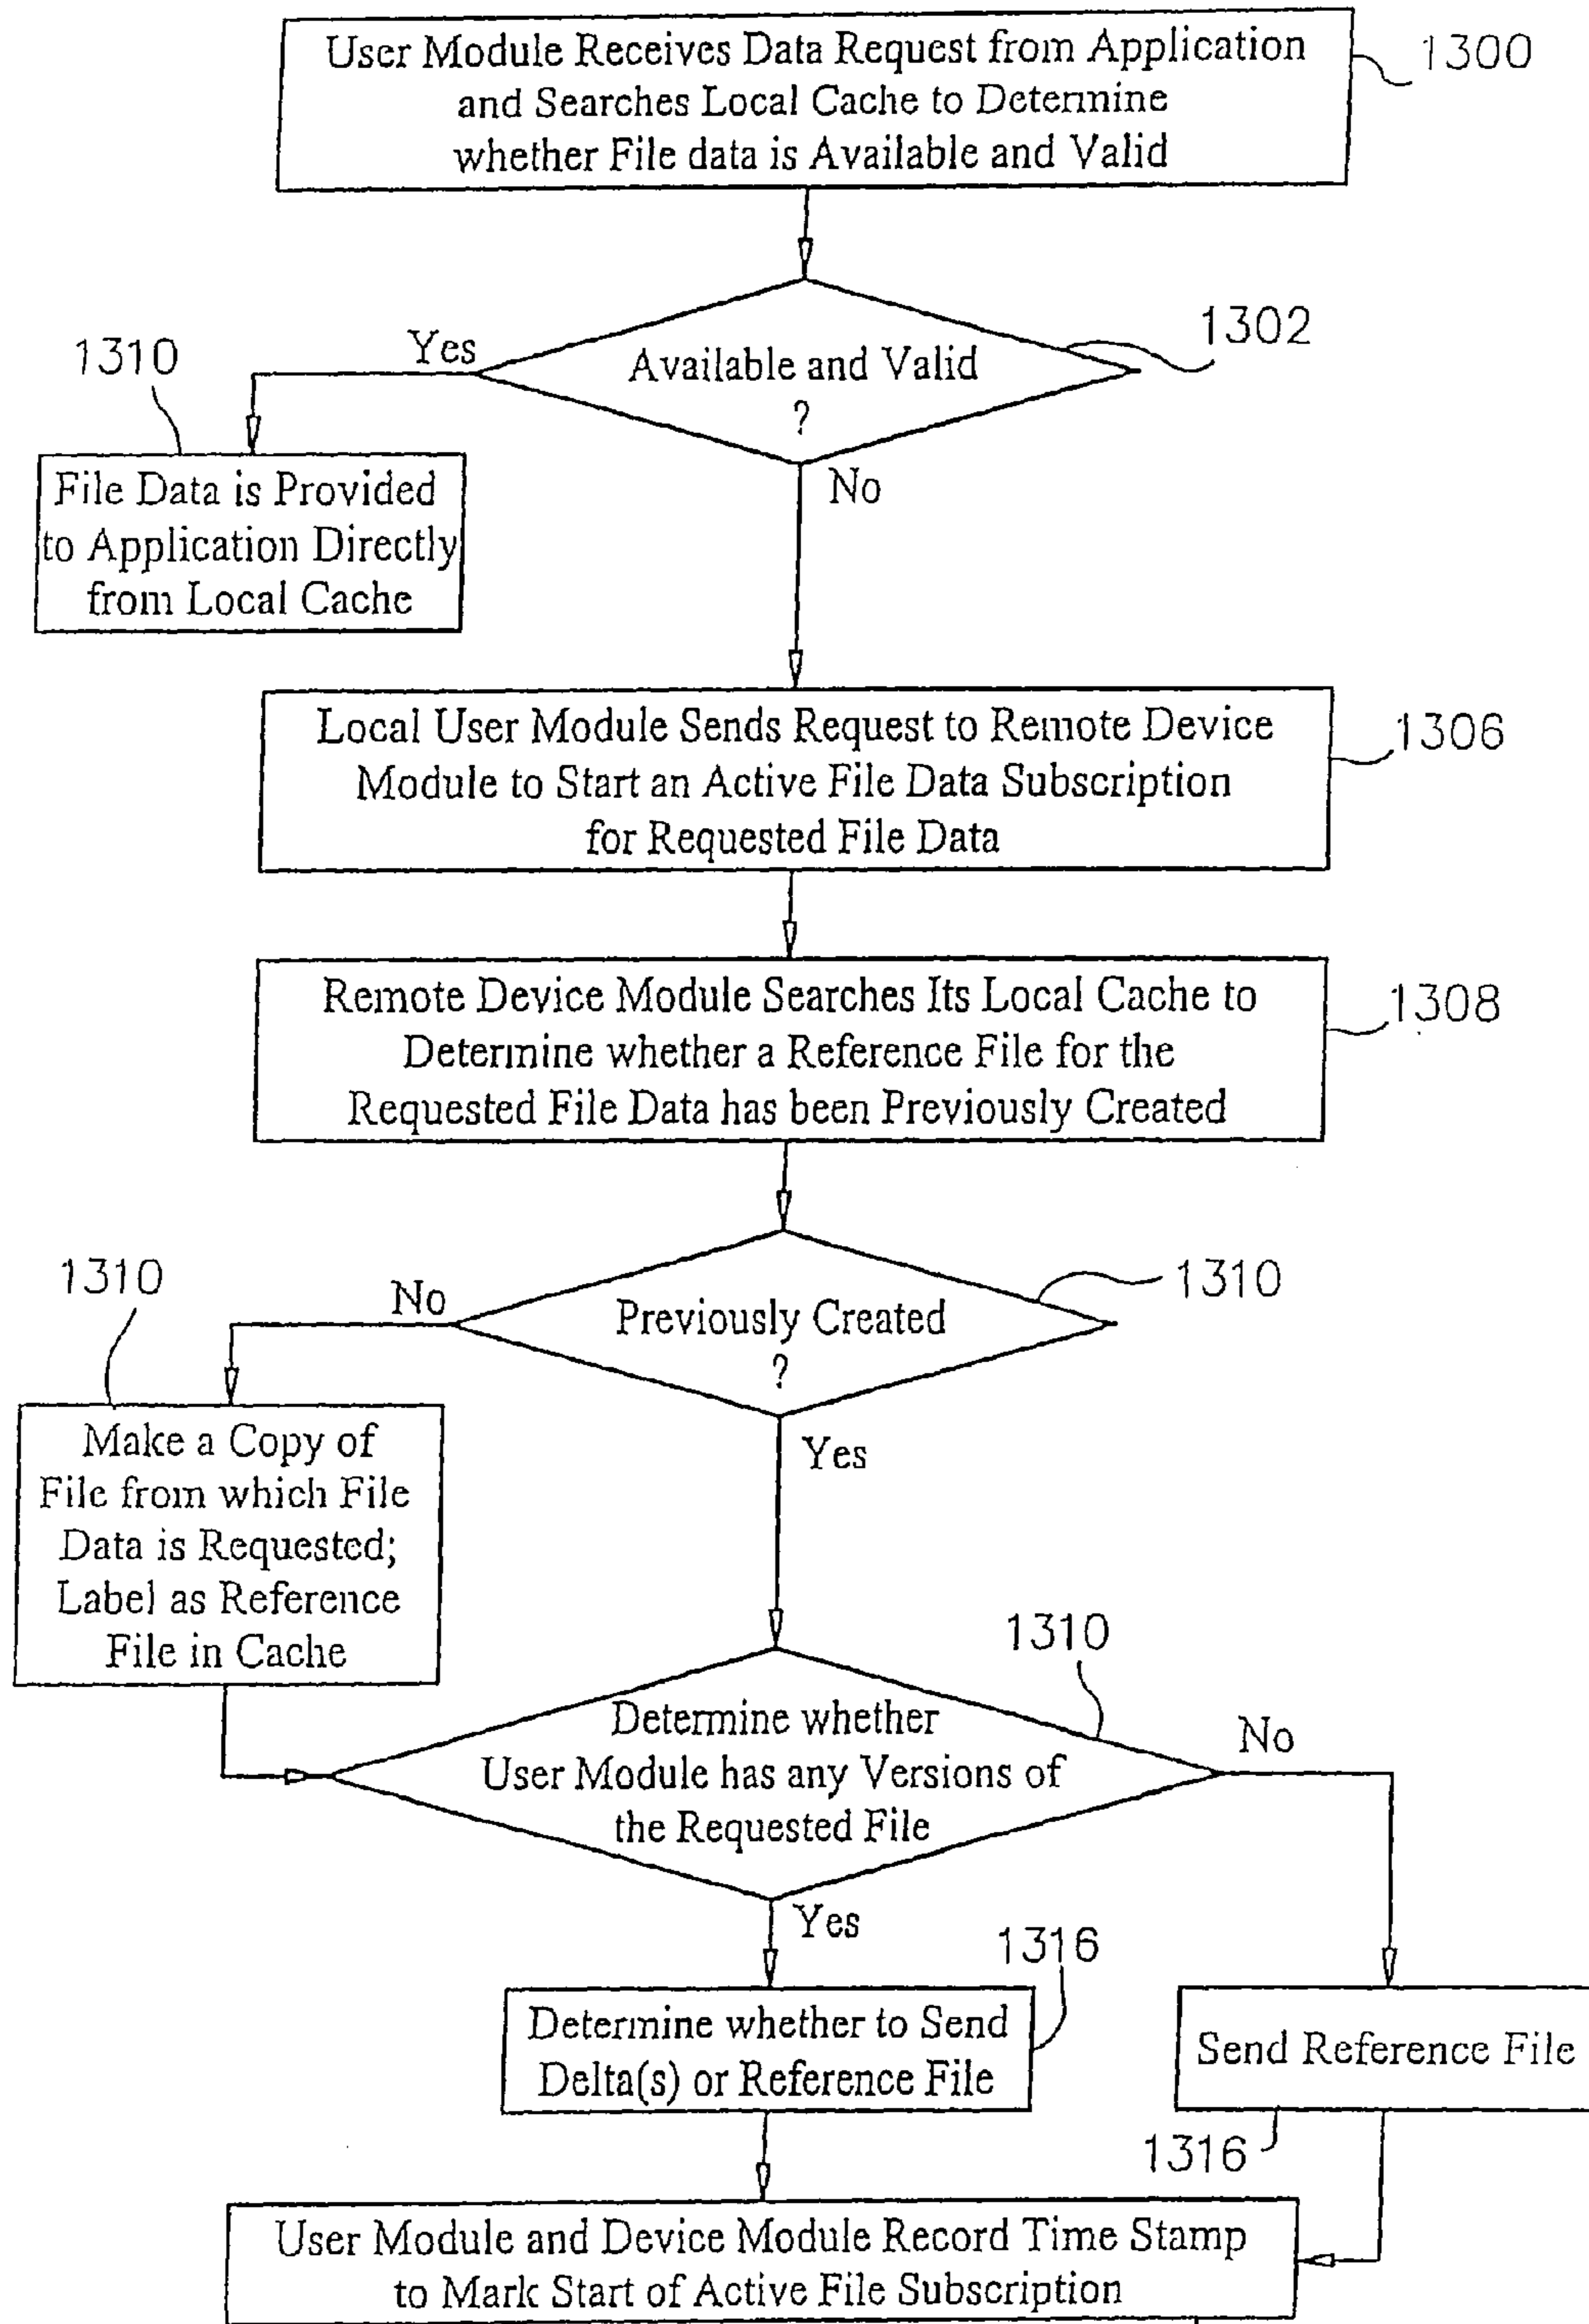 User Module Receives Data Request from Application
and Searches Local Cache to Determine
whether File data is Available and Valid
1300
1302
Available and Valid
?
Yes
No
1310
File Data is Provided
to Application Directly
from Local Cache
Local User Module Sends Request to Remote Device
Module to Start an Active File Data Subscription
for Requested File Data
1306
Remote Device Module Searches Its Local Cache to
Determine whether a Reference File for the
Requested File Data has been Previously Created
1308
1310
Previously Created
?
No
Yes
1310
Make a Copy of
File from which File
Data is Requested;
Label as Reference
File in Cache
1310
Determine whether
User Module has any Versions of
the Requested File
No
Yes
1316
Determine whether to Send
Delta(s) or Reference File
Send Reference File
1316
User Module and Device Module Record Time Stamp
to Mark Start of Active File Subscription